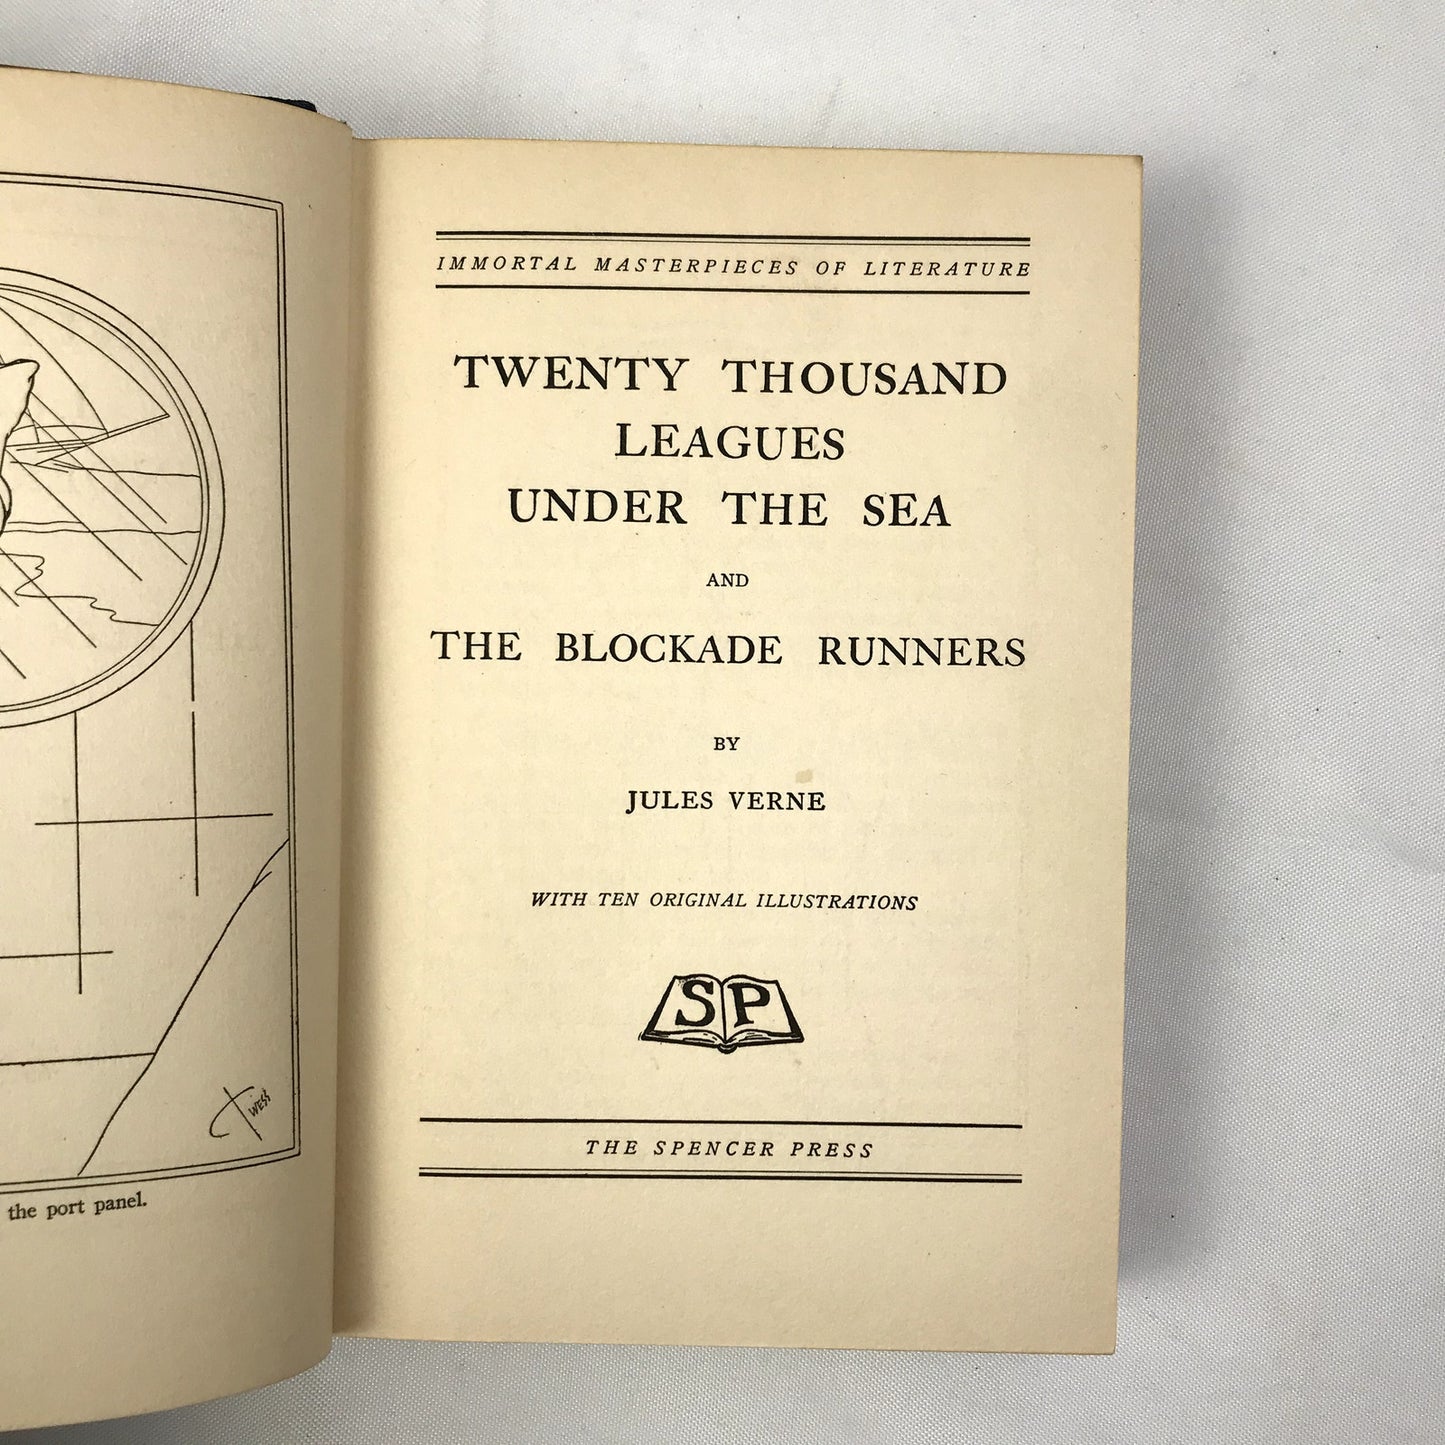 WESS
the port panel.
IMMORTAL MASTERPIECES OF LITERATURE
TWENTY THOUSAND
LEAGUES
UNDER THE SEA
AND
THE BLOCKADE RUNNERS
BY
JULES VERNE
WITH TEN ORIGINAL ILLUSTRATIONS
SP
THE SPENCER PRESS